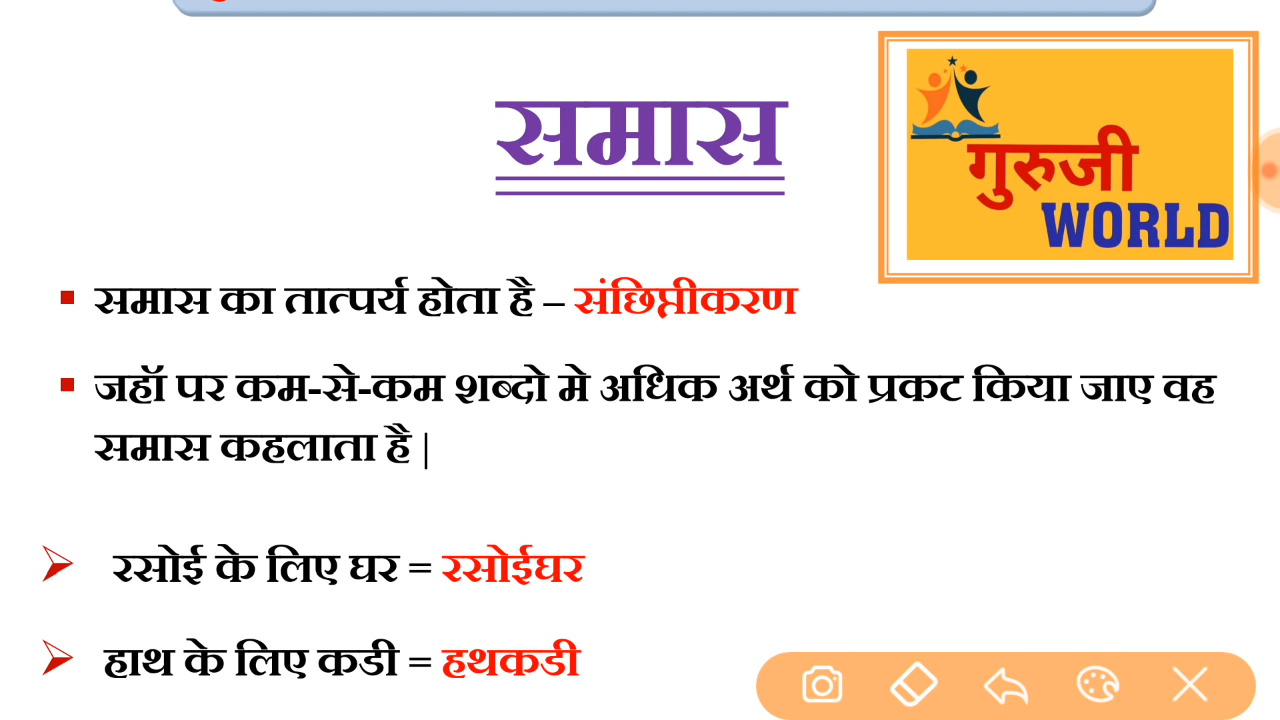 समास
गुरुजी
WORLD
समास का तात्पर्य होता है – संछिप्तीकरण
जहॉ पर कम-से-कम शब्दो मे अधिक अर्थ को प्रकट किया जाए वह
समास कहलाता है |
रसोई के लिए घर = रसोईघर
हाथ के लिए कडी = हथकडी